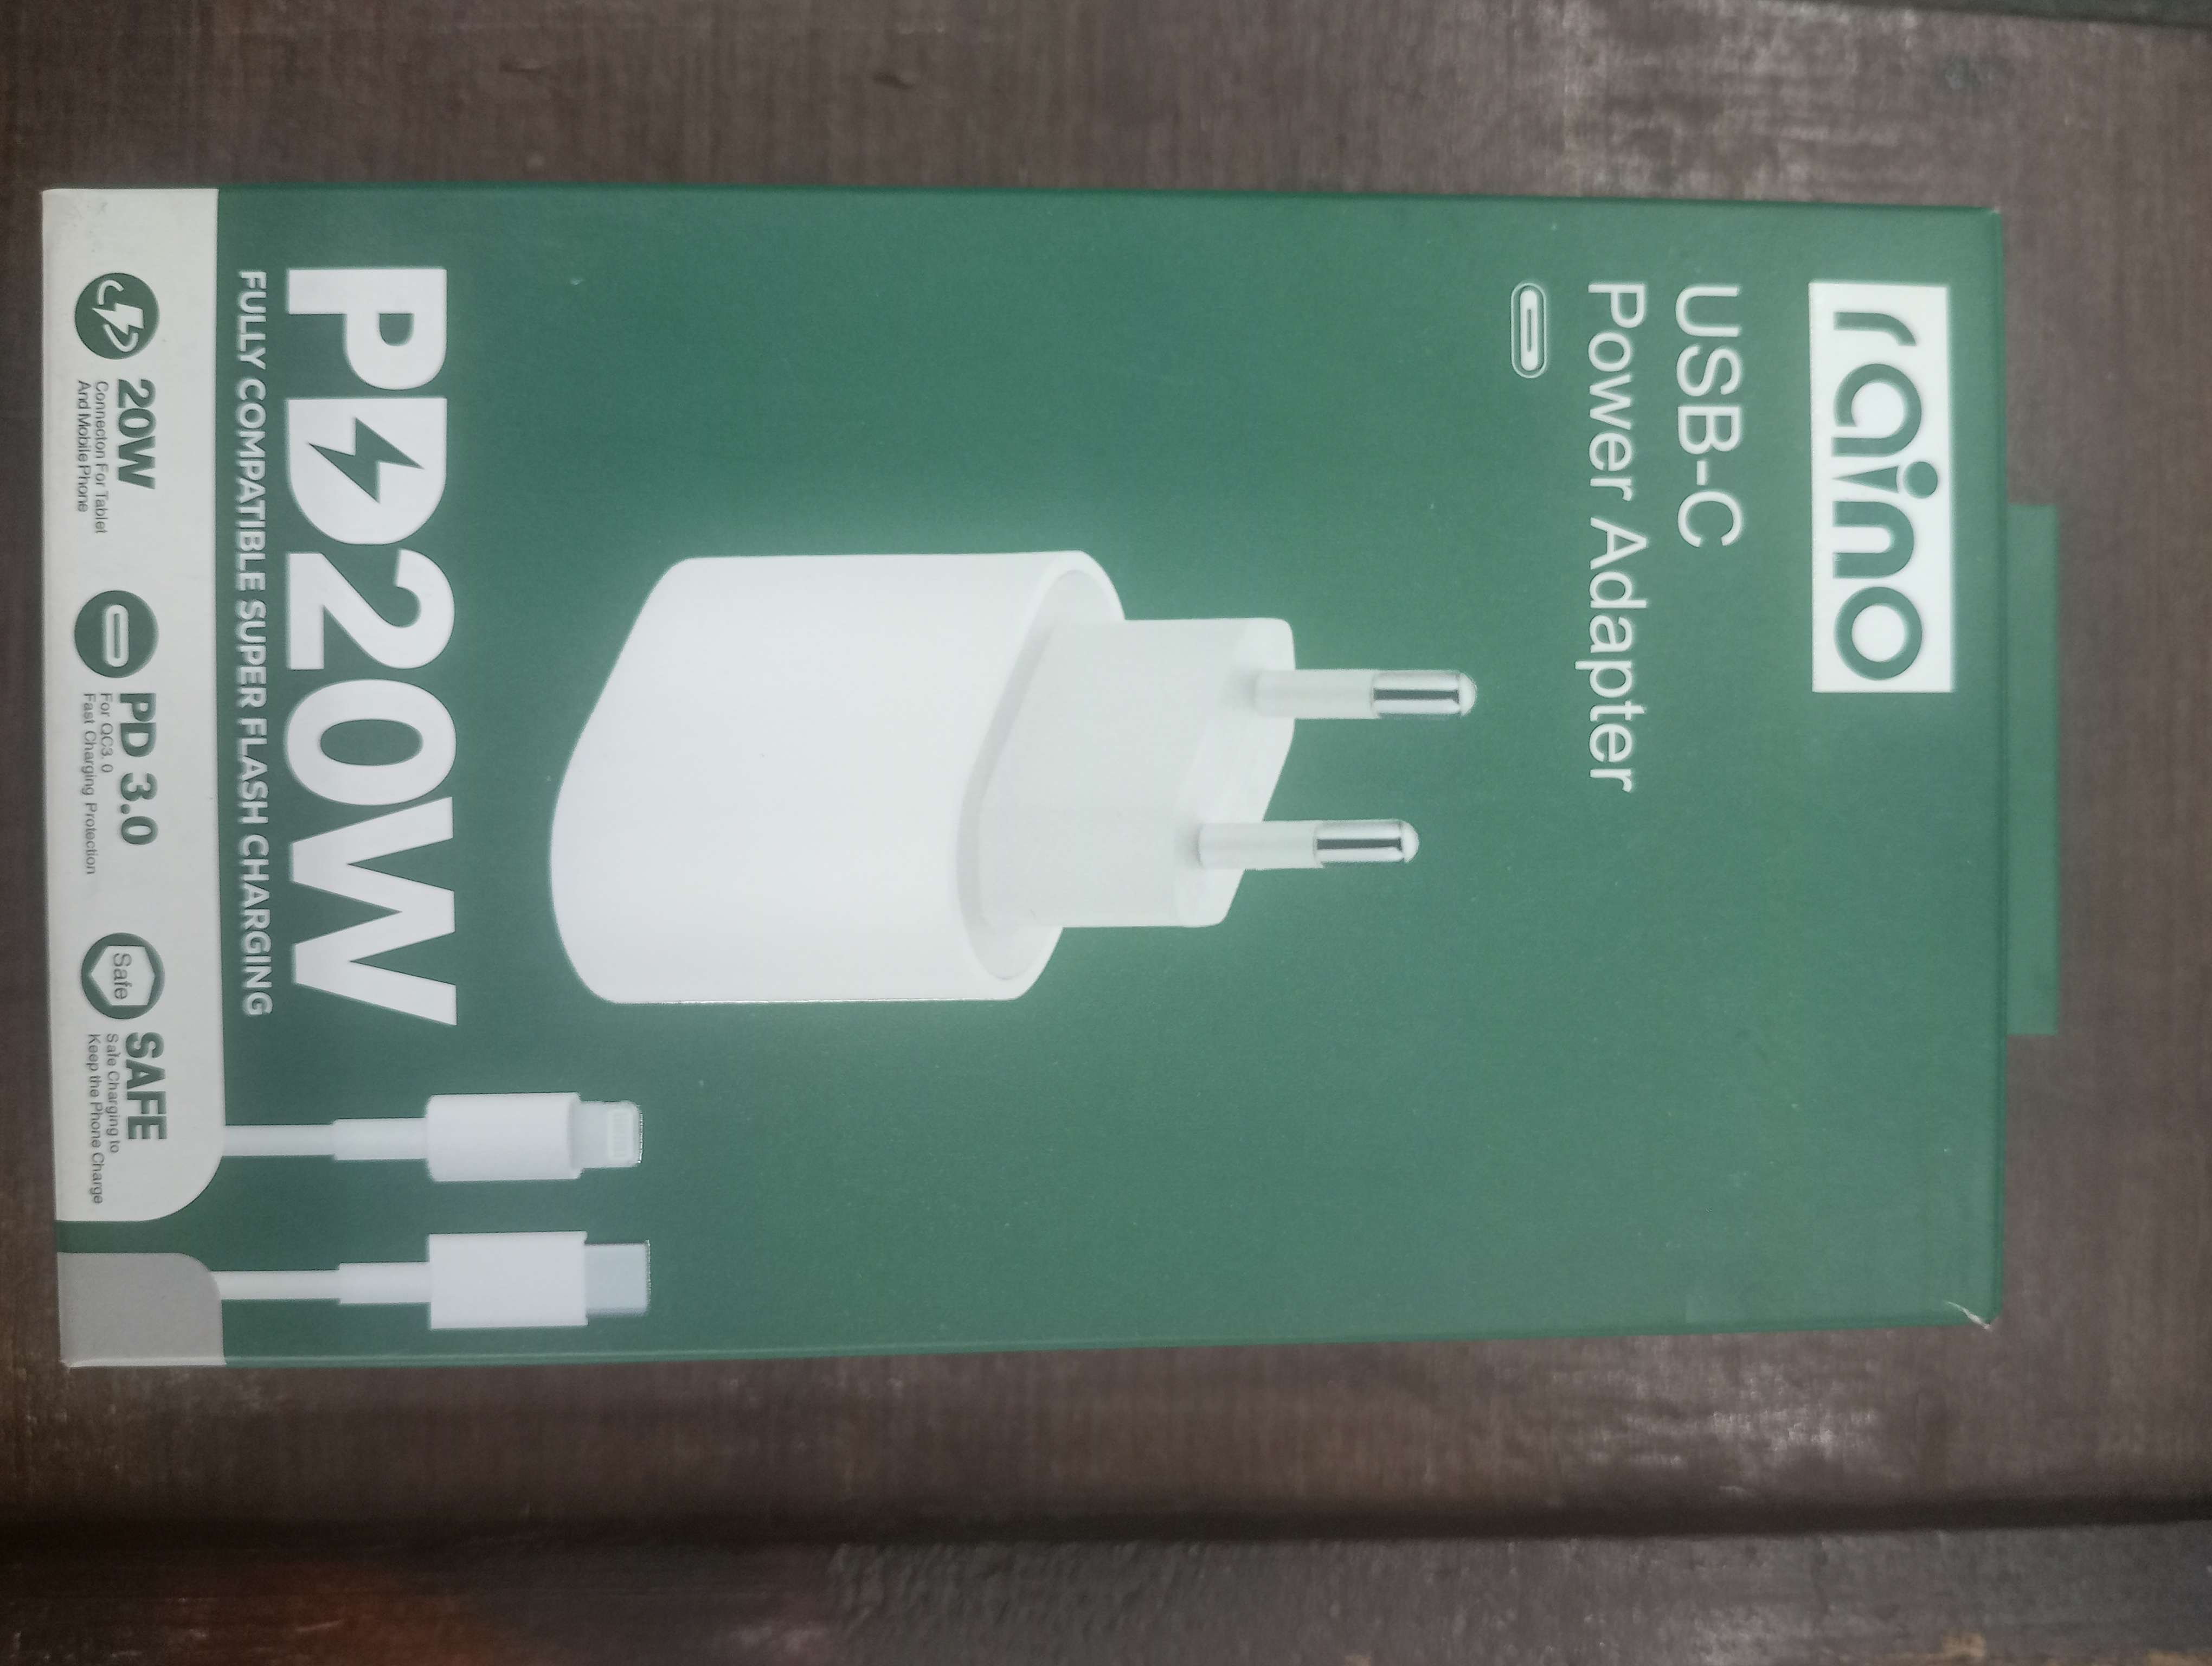 raino
USB-C
Power Adapter
PD20W
FULLY COMPATIBLE SUPER FLASH CHARGING
20W
Connecton For Tablet
And Mobile Phone
PD 3.0
For QC3.0
Fast Charging Protection
Safe
SAFE
Safe Charging to
Keep the Phone Charge